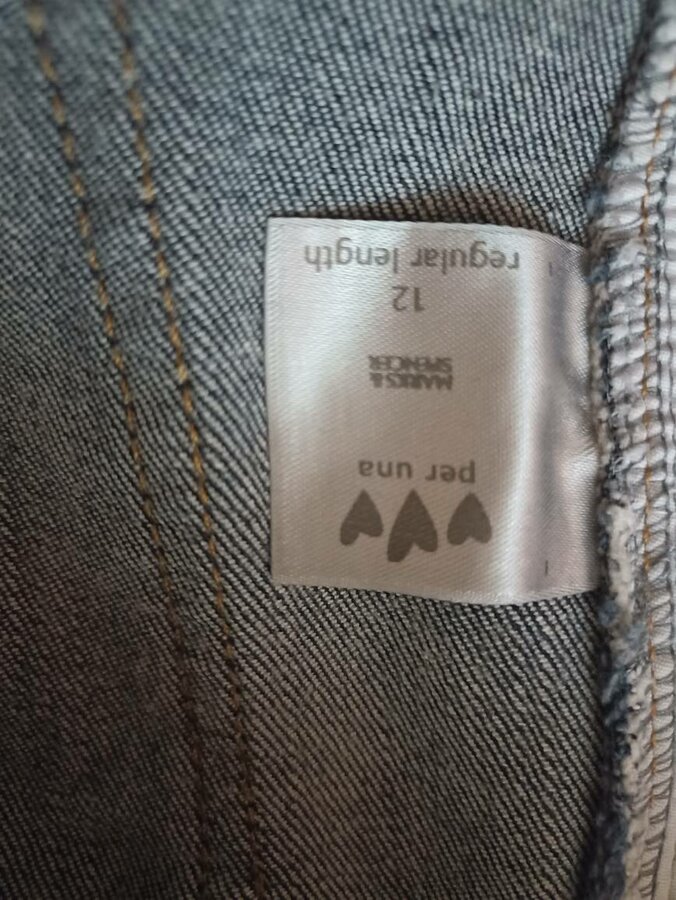 per una
MARKS &
SPENCER
12
regular length